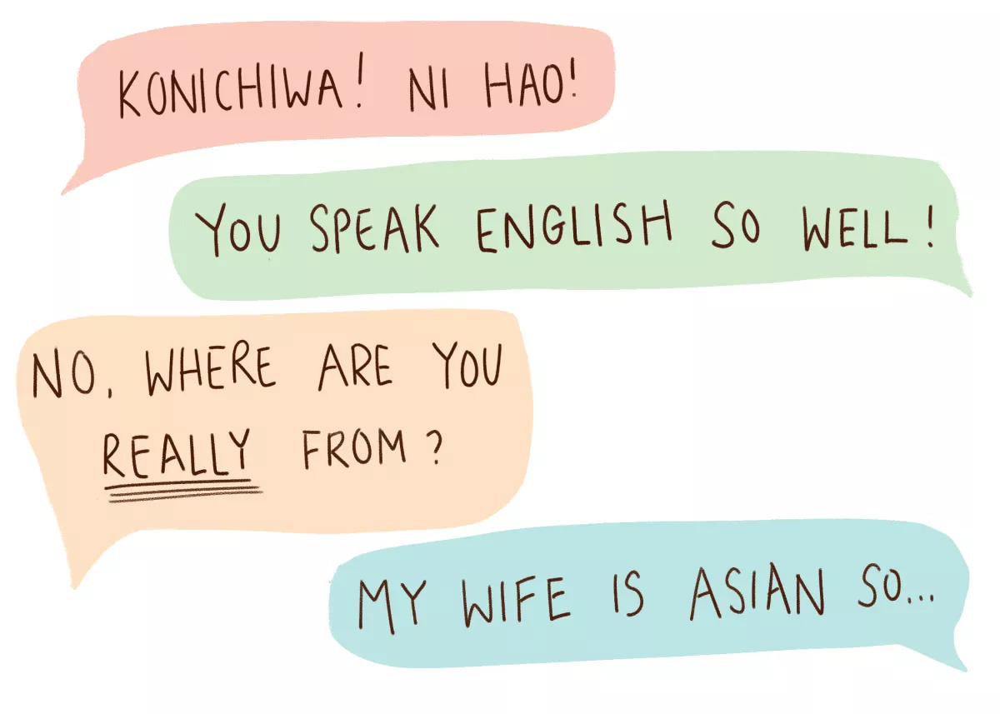 KONICHIWA! NI HAO!
YOU SPEAK ENGLISH SO WELL!
NO, WHERE ARE YOU
REALLY FROM?
MY WIFE IS ASIAN SO...